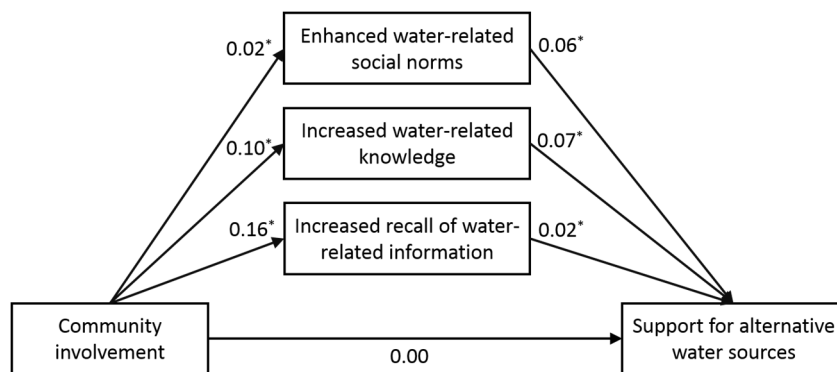 Enhanced water-related
social norms
0.02*
0.06*
Increased water-related
knowledge
0.10*
0.07*
Increased recall of water-
related information
0.16*
0.02*
Community
involvement
Support for alternative
water sources
0.00